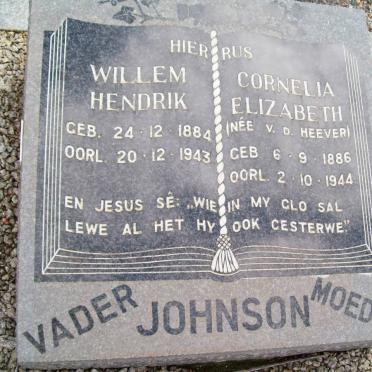 HIER RUS
WILLEM
HENDRIK
GEB. 24 · 12 · 1884
OORL. 20 · 12 · 1943
CORNELIA
ELIZABETH
(NÉE V. D. HEEVER)
GEB 6 · 9 · 1886
OORL. 2 · 10 · 1944
EN JESUS SÊ: „WIE IN MY GLO SAL
LEWE AL HET HY OOK GESTERWE."
VADER JOHNSON MOED